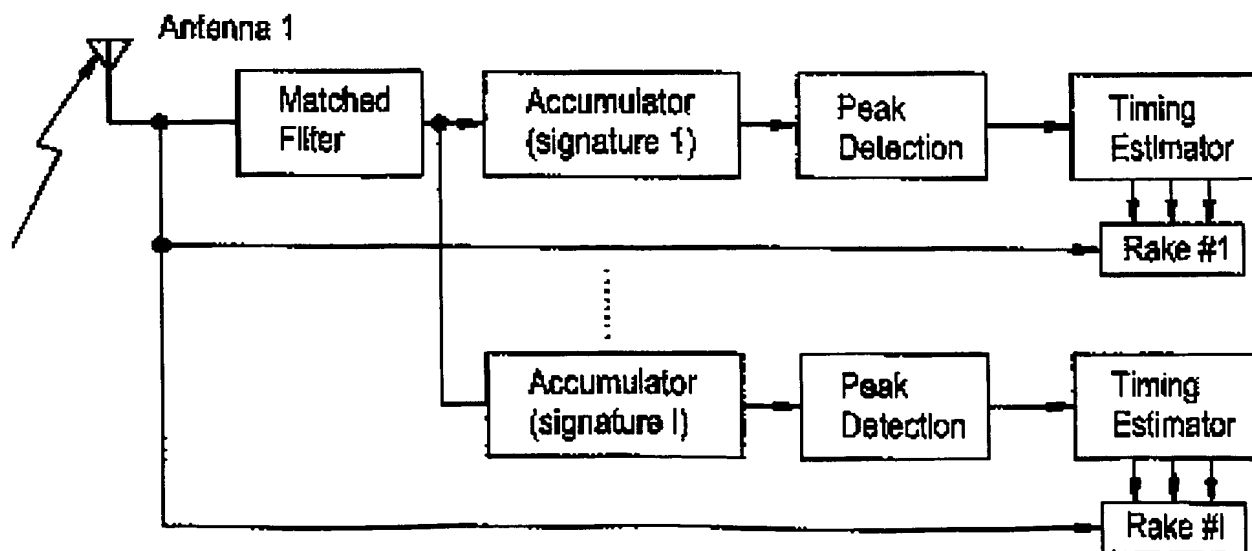 Antenna 1
Matched
Filter
Accumulator
(signature 1)
Peak
Detection
Timing
Estimator
Rake #1
Accumulator
(signature I)
Peak
Detection
Timing
Estimator
Rake #I